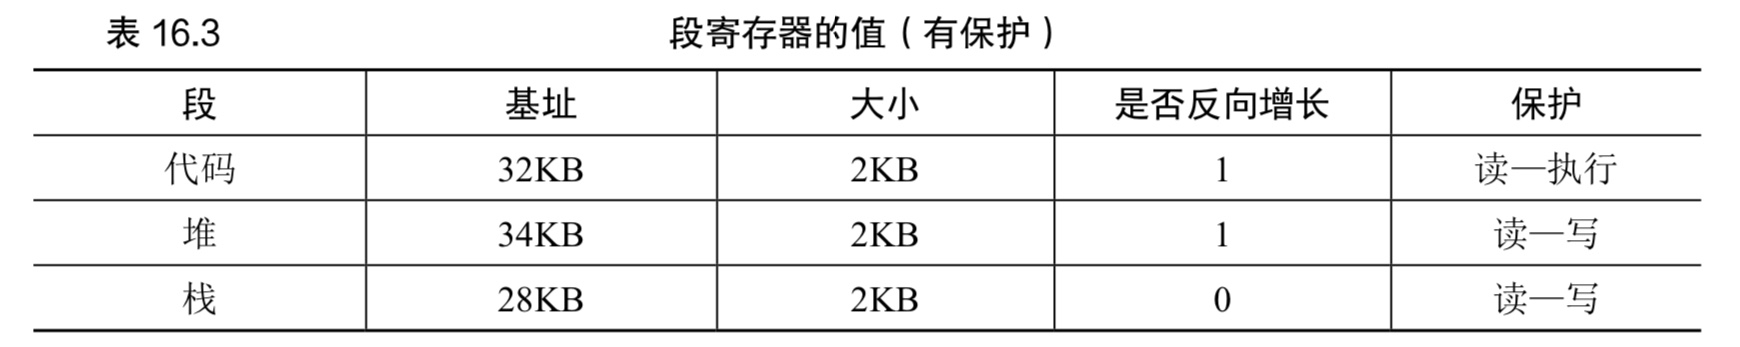 表 16.3 段寄存器的值（有保护）
段 基址 大小 是否反向增长 保护
代码 32KB 2KB 1 读—执行
堆 34KB 2KB 1 读—写
栈 28KB 2KB 0 读—写